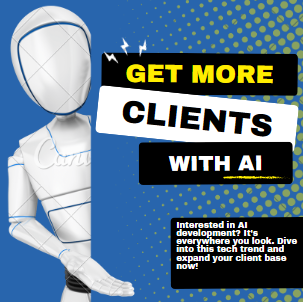 GET MORE
CLIENTS
WITH AI
Canva
Interested in AI
development? It's
everywhere you look. Dive
into this tech trend and
expand your client base
now!